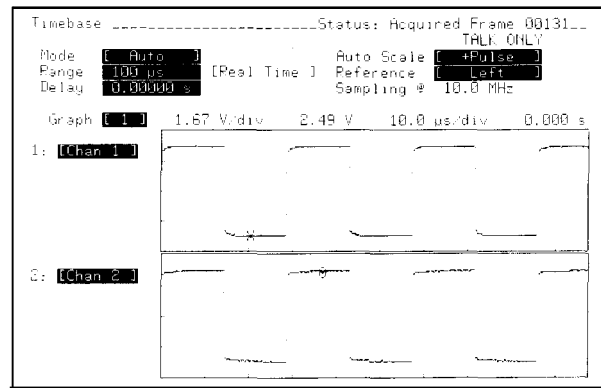 Timebase ____________________Status: Acquired Frame 00131__
TALK ONLY
Mode [ Auto ] Auto Scale [ +Pulse ]
Range 100 µs [Real Time ] Reference [ Left ]
Delay 0.00000 s Sampling @ 10.0 MHz
Graph [ 1 ] 1.67 V/div 2.49 V 10.0 µs/div 0.000 s
1: [Chan 1 ]
2: [Chan 2 ]